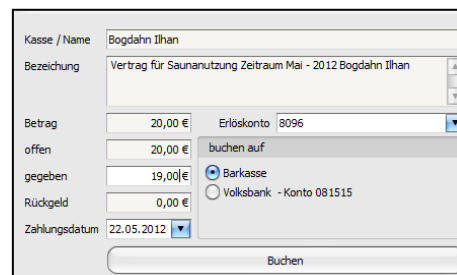 Kasse / Name Bogdahn Ilhan
Bezeichung Vertrag für Saunanutzung Zeitraum Mai - 2012 Bogdahn Ilhan
Betrag 20,00 € Erlöskonto 8096
offen 20,00 € buchen auf
gegeben 19,00 € Barkasse
Rückgeld 0,00 € Volksbank - Konto 081515
Zahlungsdatum 22.05.2012
Buchen